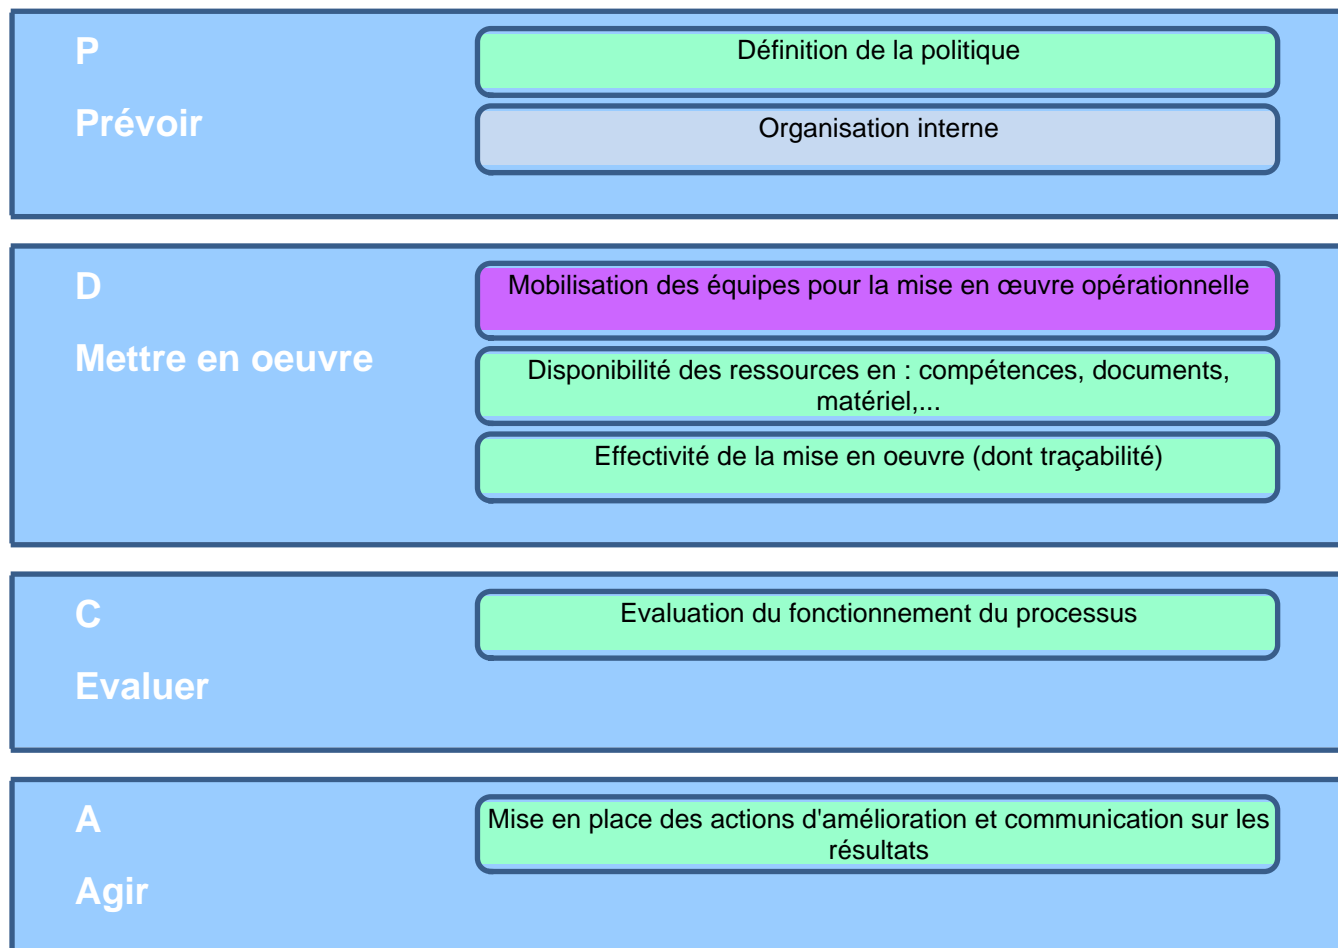 P
Prévoir
Définition de la politique
Organisation interne
D
Mettre en oeuvre
Mobilisation des équipes pour la mise en œuvre opérationnelle
Disponibilité des ressources en : compétences, documents,
matériel,...
Effectivité de la mise en oeuvre (dont traçabilité)
C
Evaluer
Evaluation du fonctionnement du processus
A
Agir
Mise en place des actions d'amélioration et communication sur les
résultats